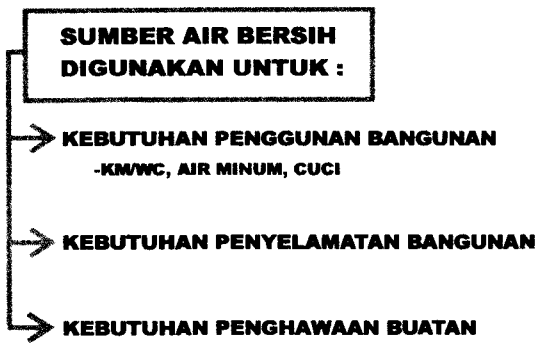 SUMBER AIR BERSIH
DIGUNAKAN UNTUK :
KEBUTUHAN PENGGUNAN BANGUNAN
-KM/WC, AIR MINUM, CUCI
KEBUTUHAN PENYELAMATAN BANGUNAN
KEBUTUHAN PENGHAWAAN BUATAN